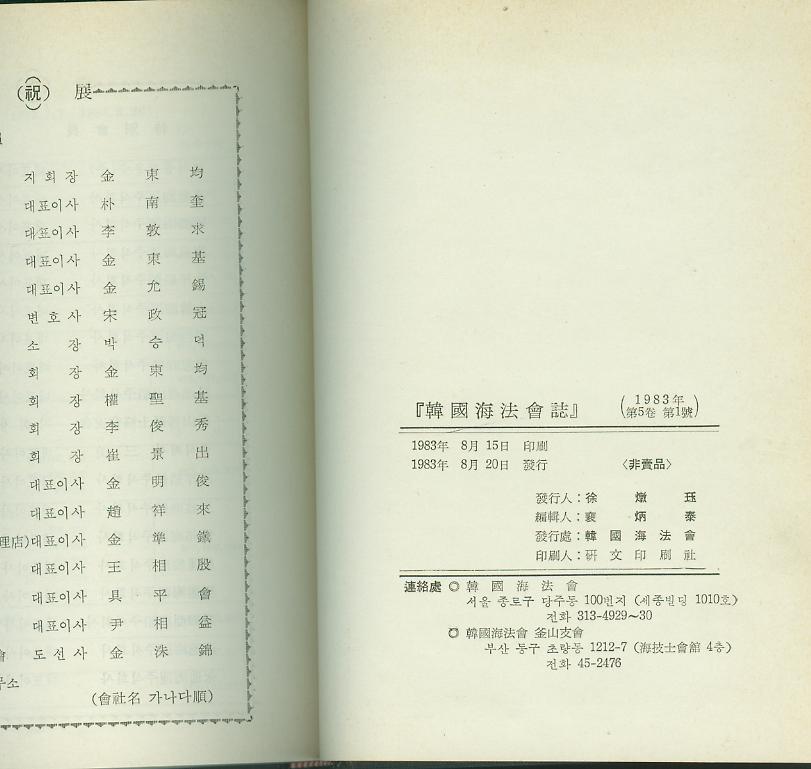 (祝) 展
지 회 장 金 東 均
대표이사 朴 南 奎
대표이사 李 敦 求
대표이사 金 東 基
대표이사 金 允 錫
변 호 사 宋 政 冠
소 장 박 승 덕
회 장 金 東 均
회 장 權 聖 基
회 장 李 俊 秀
회 장 崔 景 出
대표이사 金 明 俊
대표이사 趙 祥 來
理店)대표이사 金 準
대표이사 王 相 殷
대표이사 具 平 會
대표이사 尹 相 益
會 도 선 사 金 洙 錦
(會社名 가나다順)
『韓國海法會誌』 (1983年 第5卷 第1號)
1983年 8月 15日 印刷
1983年 8月 20日 發行 〈非賣品〉
發行人：徐 燉 珏
編輯人：裵 炳 泰
發行處：韓 國 海 法 會
印刷人：硏 文 印 刷 社
連絡處 ◎ 韓 國 海 法 會
서울 종로구 당주동 100번지 (세종빌딩 1010호)
전화 313-4929～30
◎ 韓國海法會 釜山支會
부산 동구 초량동 1212-7 (海技士會館 4층)
전화 45-2476